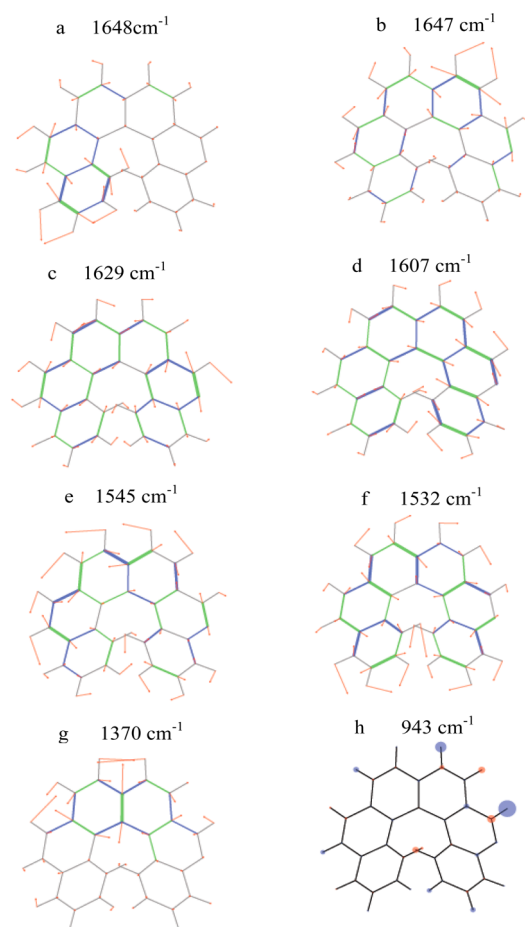 a 1648cm⁻¹
b 1647 cm⁻¹
c 1629 cm⁻¹
d 1607 cm⁻¹
e 1545 cm⁻¹
f 1532 cm⁻¹
g 1370 cm⁻¹
h 943 cm⁻¹